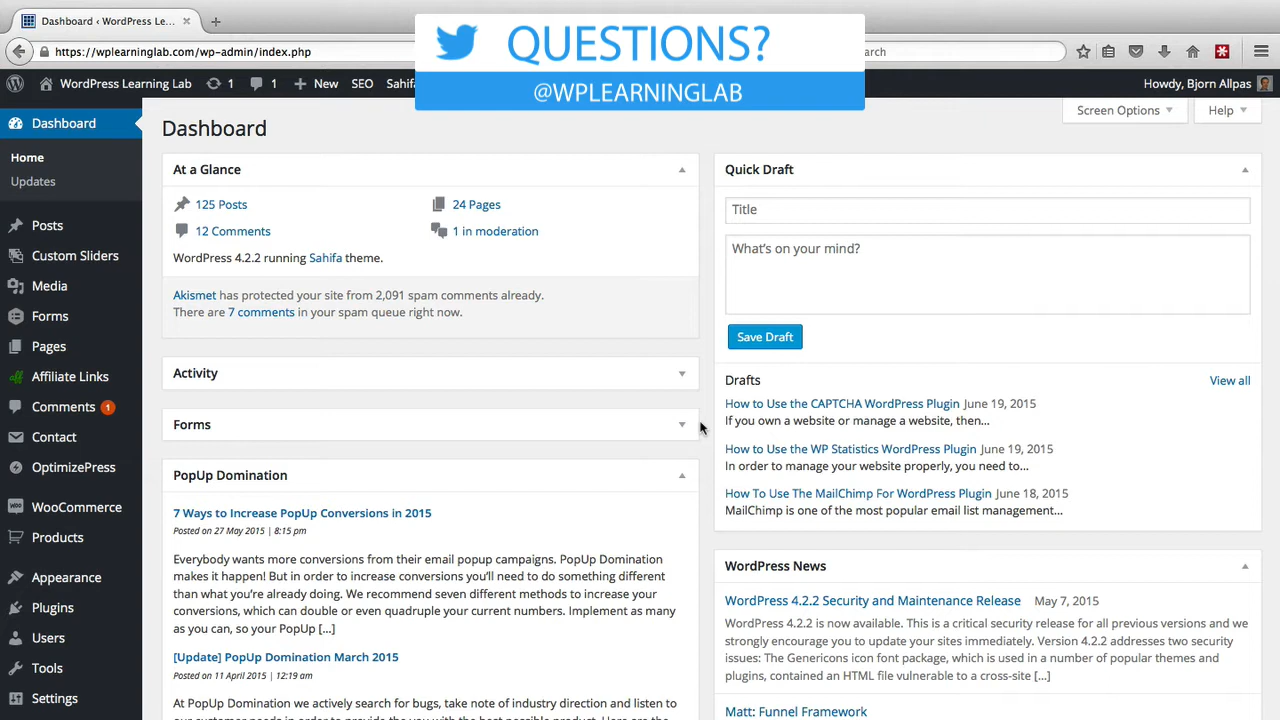 Dashboard ‹ WordPress Le...
QUESTIONS?
@WPLEARNINGLAB
https://wplearninglab.com/wp-admin/index.php
WordPress Learning Lab
1
1
+ New
SEO
Howdy, Bjorn Allpas
Screen Options
Help
Dashboard
Home
Updates
Posts
Custom Sliders
Media
Forms
Pages
Affiliate Links
Comments 1
Contact
OptimizePress
WooCommerce
Products
Appearance
Plugins
Users
Tools
Settings
Dashboard
At a Glance
125 Posts
24 Pages
12 Comments
1 in moderation
WordPress 4.2.2 running Sahifa theme.
Akismet has protected your site from 2,091 spam comments already.
There are 7 comments in your spam queue right now.
Activity
Forms
PopUp Domination
7 Ways to Increase PopUp Conversions in 2015
Posted on 27 May 2015 | 8:15 pm
Everybody wants more conversions from their email popup campaigns. PopUp Domination
makes it happen! But in order to increase conversions you'll need to do something different
than what you're already doing. We recommend seven different methods to increase your
conversions, which can double or even quadruple your current numbers. Implement as many
as you can, so your PopUp [...]
[Update] PopUp Domination March 2015
Posted on 11 April 2015 | 12:19 am
At PopUp Domination we actively search for bugs, take note of industry direction and listen to
Quick Draft
Title
What's on your mind?
Save Draft
Drafts
View all
How to Use the CAPTCHA WordPress Plugin June 19, 2015
If you own a website or manage a website, then...
How to Use the WP Statistics WordPress Plugin June 19, 2015
In order to manage your website properly, you need to...
How To Use The MailChimp For WordPress Plugin June 18, 2015
MailChimp is one of the most popular email list management...
WordPress News
WordPress 4.2.2 Security and Maintenance Release May 7, 2015
WordPress 4.2.2 is now available. This is a critical security release for all previous versions and we
strongly encourage you to update your sites immediately. Version 4.2.2 addresses two security
issues: The Genericons icon font package, which is used in a number of popular themes and
plugins, contained an HTML file vulnerable to a cross-site [...]
Matt: Funnel Framework